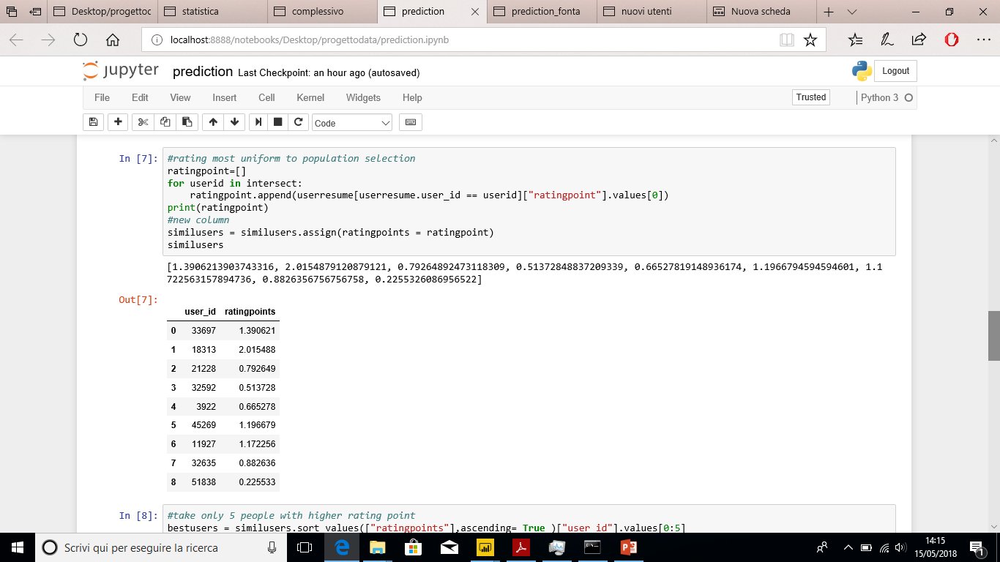 Desktop/progettoc statistica complessivo prediction prediction_fonta nuovi utenti Nuova scheda
localhost:8888/notebooks/Desktop/progettodata/prediction.ipynb
jupyter prediction Last Checkpoint: an hour ago (autosaved) Logout
File Edit View Insert Cell Kernel Widgets Help Trusted Python 3
Code
In [7]: #rating most uniform to population selection
ratingpoint=[]
for userid in intersect:
ratingpoint.append(userresume[userresume.user_id == userid]["ratingpoint"].values[0])
print(ratingpoint)
#new column
similusers = similusers.assign(ratingpoints = ratingpoint)
similusers
[1.3906213903743316, 2.0154879120879121, 0.79264892473118309, 0.51372848837209339, 0.66527819148936174, 1.1966794594594601, 1.1
722563157894736, 0.8826356756756758, 0.2255326086956522]
Out[7]:
user_id ratingpoints
0 33697 1.390621
1 18313 2.015488
2 21228 0.792649
3 32592 0.513728
4 3922 0.665278
5 45269 1.196679
6 11927 1.172256
7 32635 0.882636
8 51838 0.225533
In [8]: #take only 5 people with higher rating point
bestusers = similusers.sort_values(["ratingpoints"],ascending= True )["user_id"].values[0:5]
Scrivi qui per eseguire la ricerca
14:15
15/05/2018
1